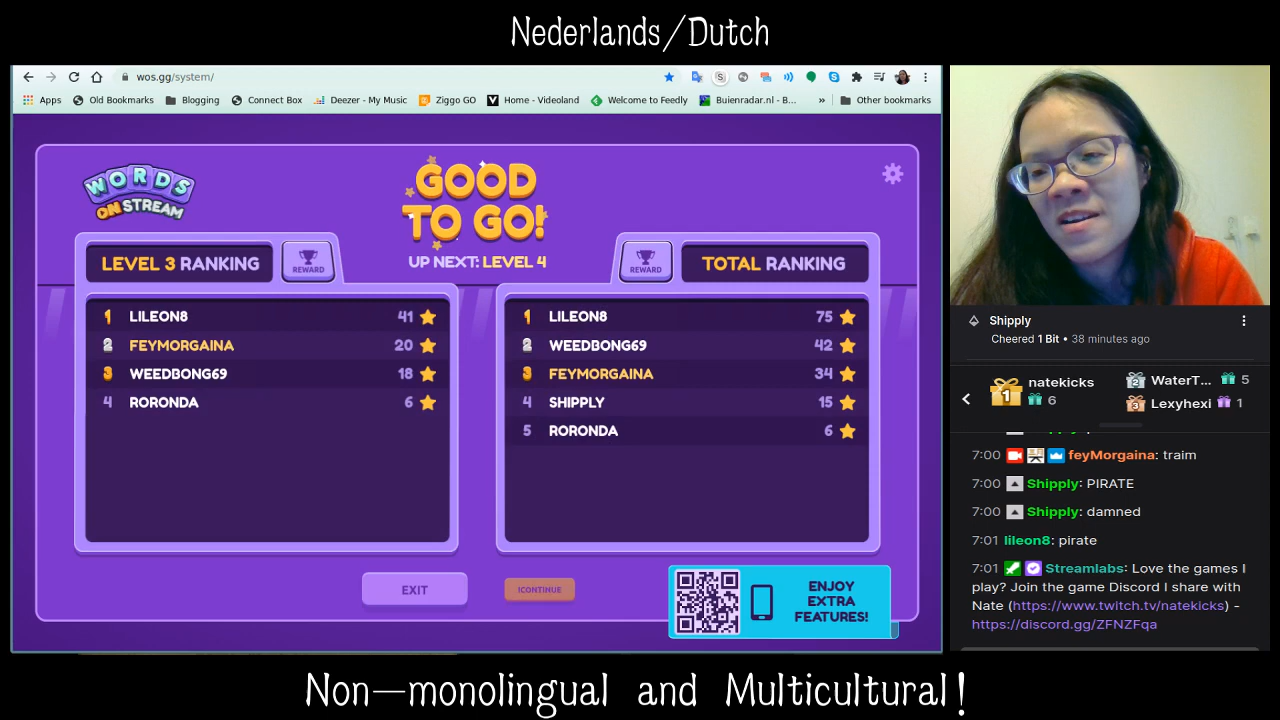 Nederlands/Dutch
wos.gg/system/
Apps
Old Bookmarks
Blogging
Connect Box
Deezer - My Music
Ziggo GO
Home - Videoland
Welcome to Feedly
Buienradar.nl - B...
»
Other bookmarks
WORDS
ON STREAM
GOOD
TO GO!
UP NEXT: LEVEL 4
LEVEL 3 RANKING
REWARD
1 LILEON8 41
2 FEYMORGAINA 20
3 WEEDBONG69 18
4 RORONDA 6
REWARD
TOTAL RANKING
1 LILEON8 75
2 WEEDBONG69 42
3 FEYMORGAINA 34
4 SHIPPLY 15
5 RORONDA 6
EXIT
CONTINUE
ENJOY
EXTRA
FEATURES!
Shipply
Cheered 1 Bit • 38 minutes ago
1 natekicks
6
2 WaterT... 5
3 Lexyhexi 1
7:00 feyMorgaina: traim
7:00 Shipply: PIRATE
7:00 Shipply: damned
7:01 lileon8: pirate
7:01 Streamlabs: Love the games I
play? Join the game Discord I share with
Nate (https://www.twitch.tv/natekicks) -
https://discord.gg/ZFNZFqa
Non-monolingual and Multicultural!